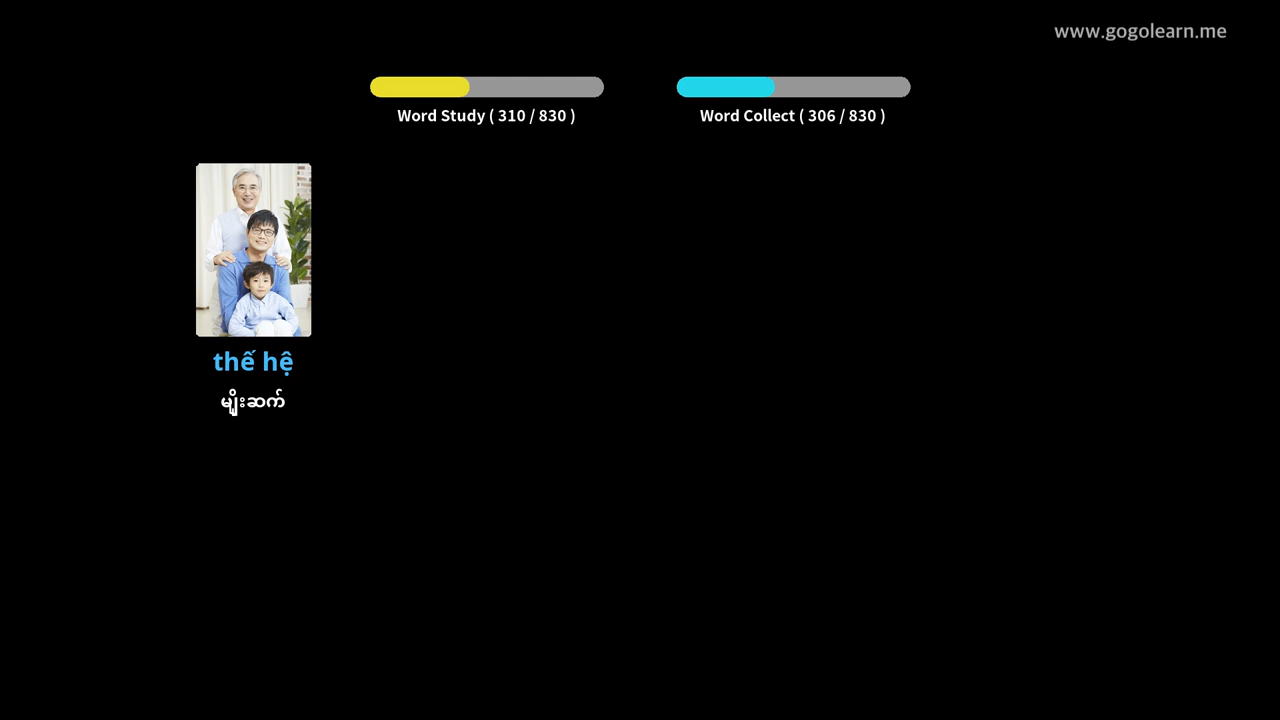 www.gogolearn.me
Word Study ( 310 / 830 )
Word Collect ( 306 / 830 )
thế hệ
မျိုးဆက်